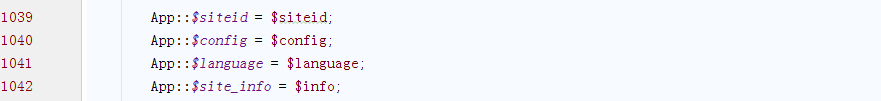 1039 App::$siteid = $siteid;
1040 App::$config = $config;
1041 App::$language = $language;
1042 App::$site_info = $info;